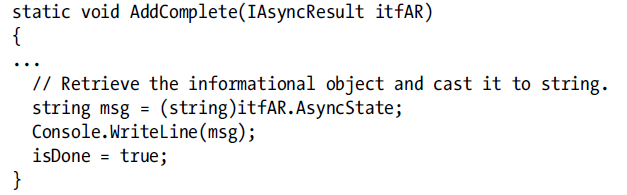 static void AddComplete(IAsyncResult itfAR)
{
...
  // Retrieve the informational object and cast it to string.
  string msg = (string)itfAR.AsyncState;
  Console.WriteLine(msg);
  isDone = true;
}